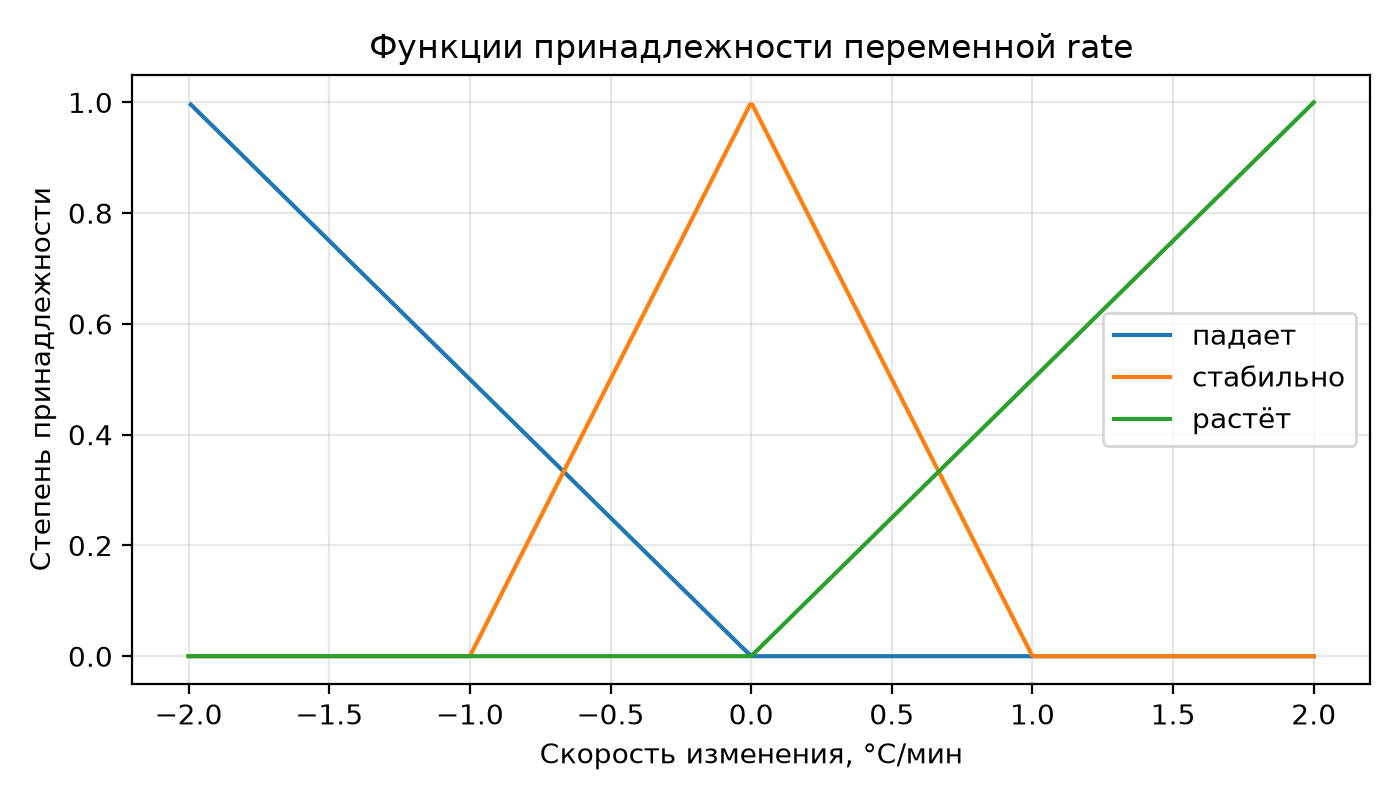 Функции принадлежности переменной rate
Степень принадлежности
1.0
0.8
0.6
0.4
0.2
0.0
падает
стабильно
растёт
−2.0 −1.5 −1.0 −0.5 0.0 0.5 1.0 1.5 2.0
Скорость изменения, °C/мин